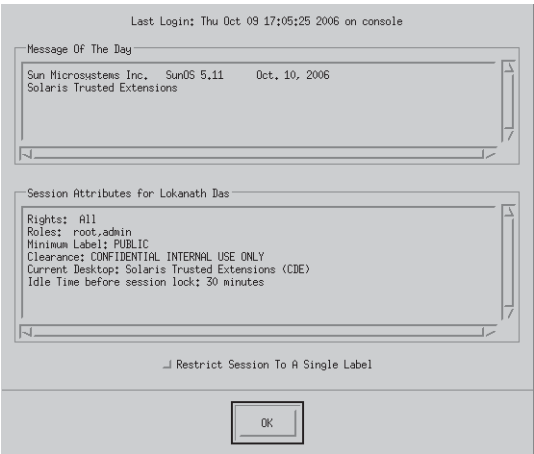 Last Login: Thu Oct 09 17:05:25 2006 on console
Message Of The Day
Sun Microsystems Inc. SunOS 5.11 Oct. 10, 2006
Solaris Trusted Extensions
Session Attributes for Lokanath Das
Rights: All
Roles: root,admin
Minimum Label: PUBLIC
Clearance: CONFIDENTIAL INTERNAL USE ONLY
Current Desktop: Solaris Trusted Extensions (CDE)
Idle Time before session lock: 30 minutes
Restrict Session To A Single Label
OK